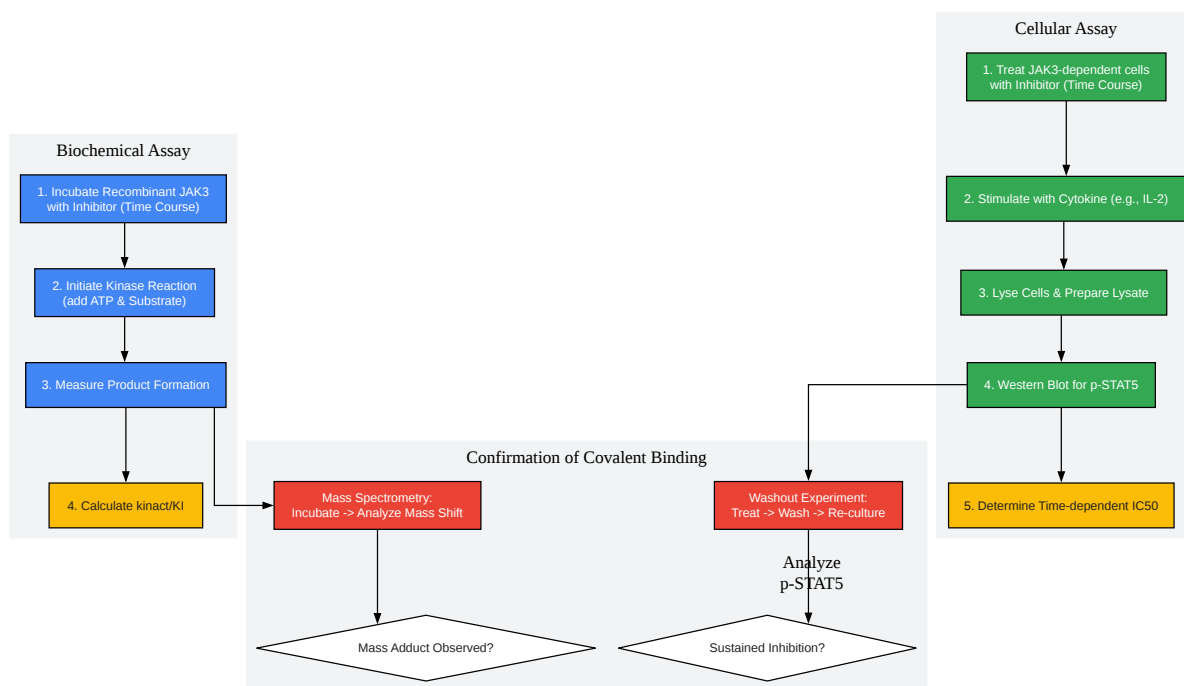 Cellular Assay
1. Treat JAK3-dependent cells
with Inhibitor (Time Course)
2. Stimulate with Cytokine (e.g., IL-2)
3. Lyse Cells & Prepare Lysate
4. Western Blot for p-STAT5
5. Determine Time-dependent IC50
Biochemical Assay
1. Incubate Recombinant JAK3
with Inhibitor (Time Course)
2. Initiate Kinase Reaction
(add ATP & Substrate)
3. Measure Product Formation
4. Calculate kinact/KI
Confirmation of Covalent Binding
Mass Spectrometry:
Incubate -> Analyze Mass Shift
Mass Adduct Observed?
Washout Experiment:
Treat -> Wash -> Re-culture
Analyze
p-STAT5
Sustained Inhibition?